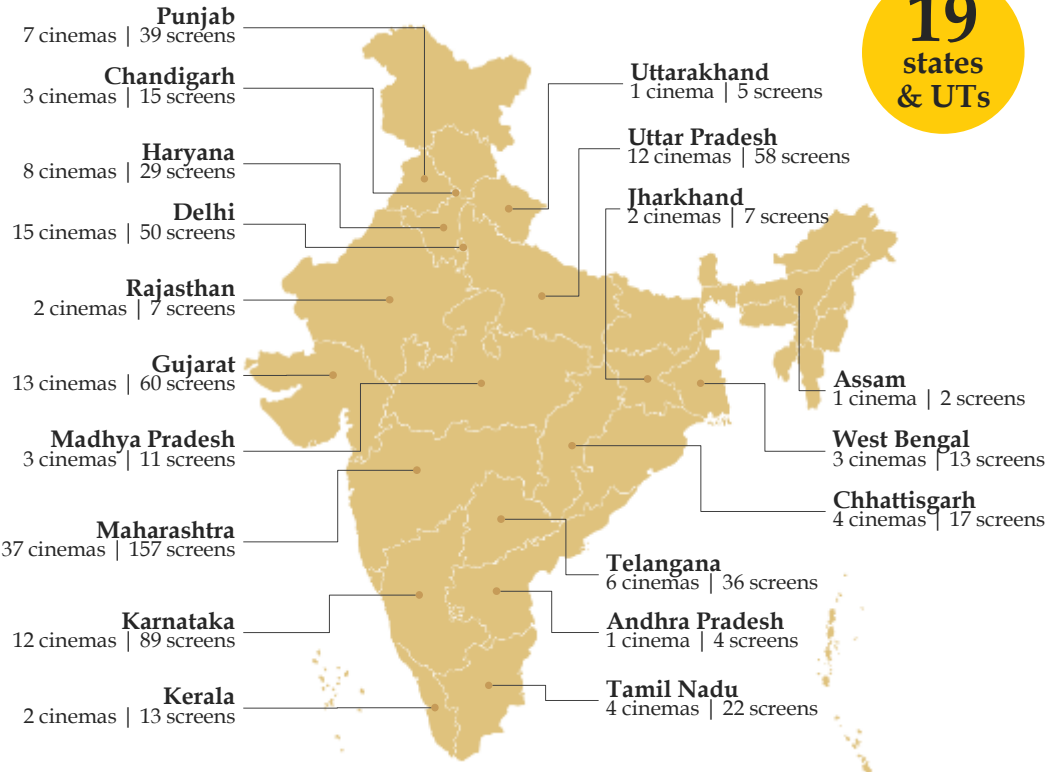 Punjab
7 cinemas | 39 screens
Chandigarh
3 cinemas | 15 screens
Haryana
8 cinemas | 29 screens
Delhi
15 cinemas | 50 screens
Rajasthan
2 cinemas | 7 screens
Gujarat
13 cinemas | 60 screens
Madhya Pradesh
3 cinemas | 11 screens
Maharashtra
37 cinemas | 157 screens
Karnataka
12 cinemas | 89 screens
Kerala
2 cinemas | 13 screens
19
states
& UTs
Uttarakhand
1 cinema | 5 screens
Uttar Pradesh
12 cinemas | 58 screens
Jharkhand
2 cinemas | 7 screens
Assam
1 cinema | 2 screens
West Bengal
3 cinemas | 13 screens
Chhattisgarh
4 cinemas | 17 screens
Telangana
6 cinemas | 36 screens
Andhra Pradesh
1 cinema | 4 screens
Tamil Nadu
4 cinemas | 22 screens